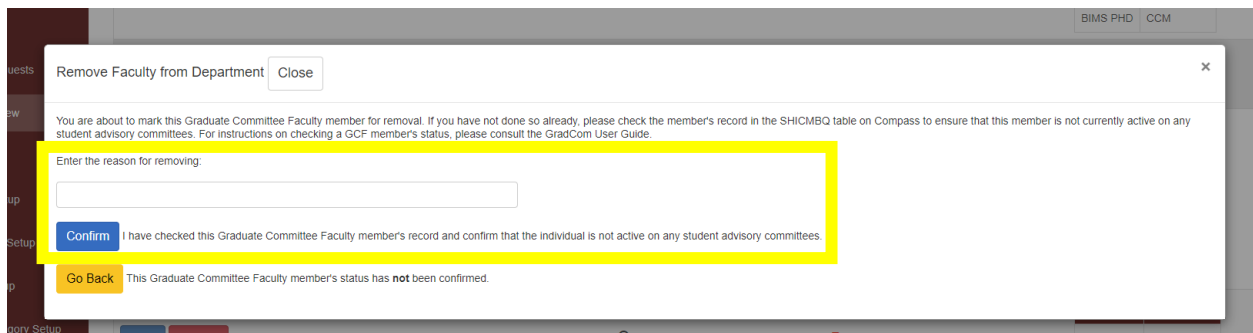 BIMS PHD CCM
uests
Remove Faculty from Department Close ×
ew
You are about to mark this Graduate Committee Faculty member for removal. If you have not done so already, please check the member's record in the SHICMBQ table on Compass to ensure that this member is not currently active on any
student advisory committees. For instructions on checking a GCF member's status, please consult the GradCom User Guide.
Enter the reason for removing:
up
Setup
Confirm I have checked this Graduate Committee Faculty member's record and confirm that the individual is not active on any student advisory committees.
Go Back This Graduate Committee Faculty member's status has not been confirmed.
p
gory Setup